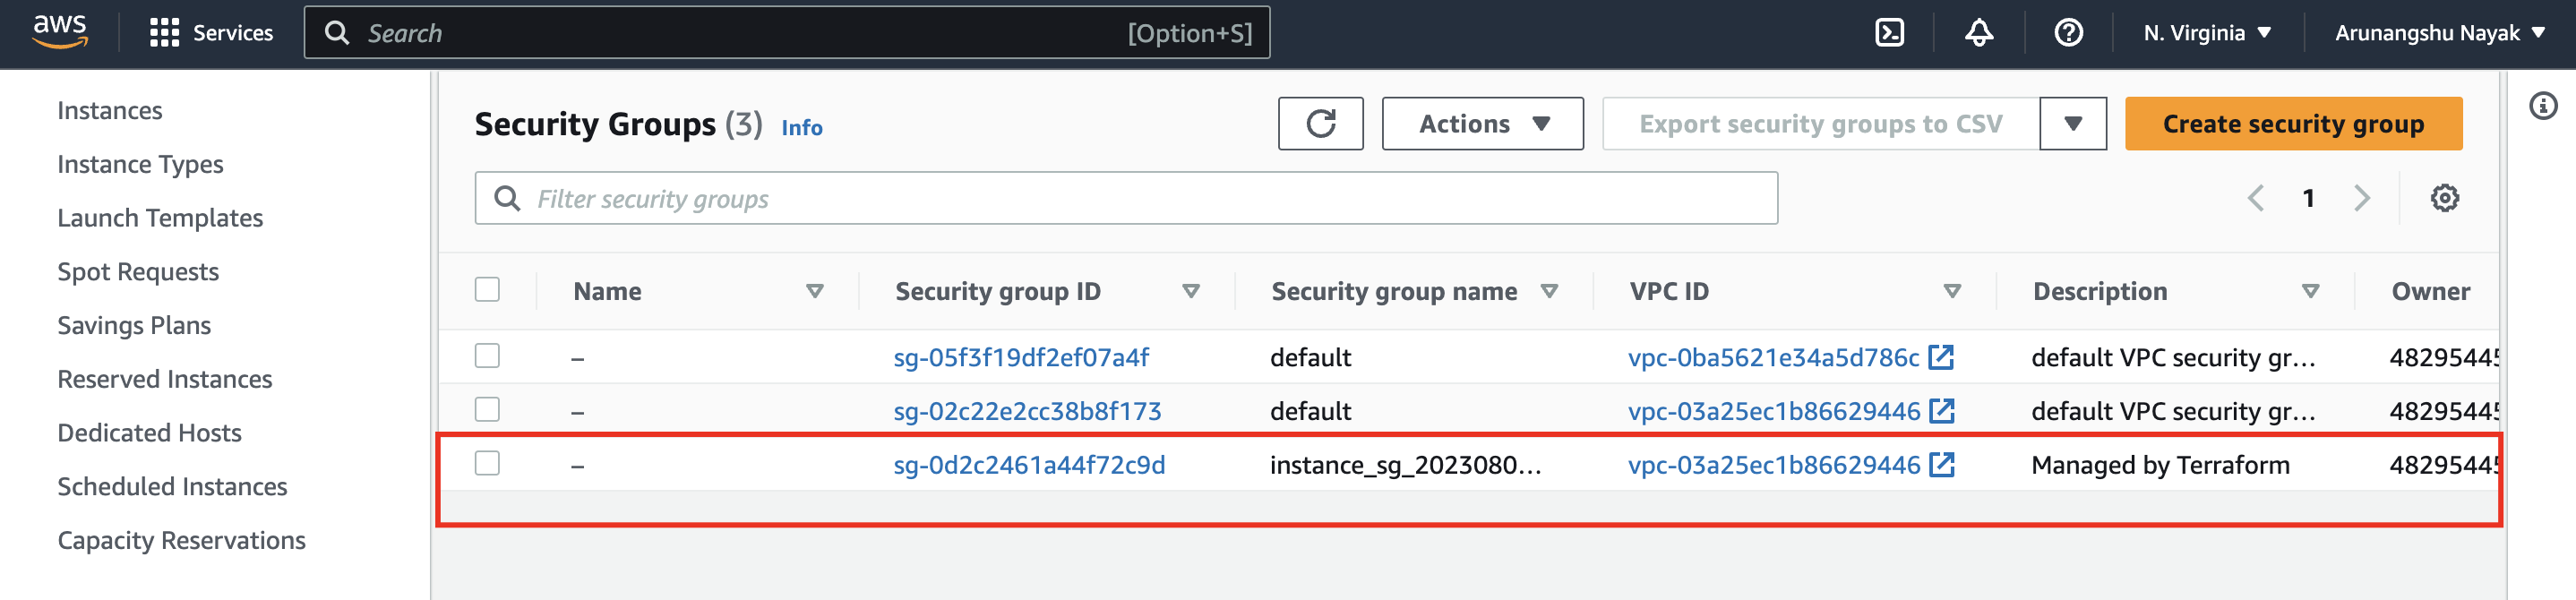 aws Services Search [Option+S] N. Virginia Arunangshu Nayak
Instances
Instance Types
Launch Templates
Spot Requests
Savings Plans
Reserved Instances
Dedicated Hosts
Scheduled Instances
Capacity Reservations
Security Groups (3) Info Actions Export security groups to CSV Create security group
Filter security groups 1
Name Security group ID Security group name VPC ID Description Owner
– sg-05f3f19df2ef07a4f default vpc-0ba5621e34a5d786c default VPC security gr... 48295445
– sg-02c22e2cc38b8f173 default vpc-03a25ec1b86629446 default VPC security gr... 48295445
– sg-0d2c2461a44f72c9d instance_sg_2023080... vpc-03a25ec1b86629446 Managed by Terraform 48295445